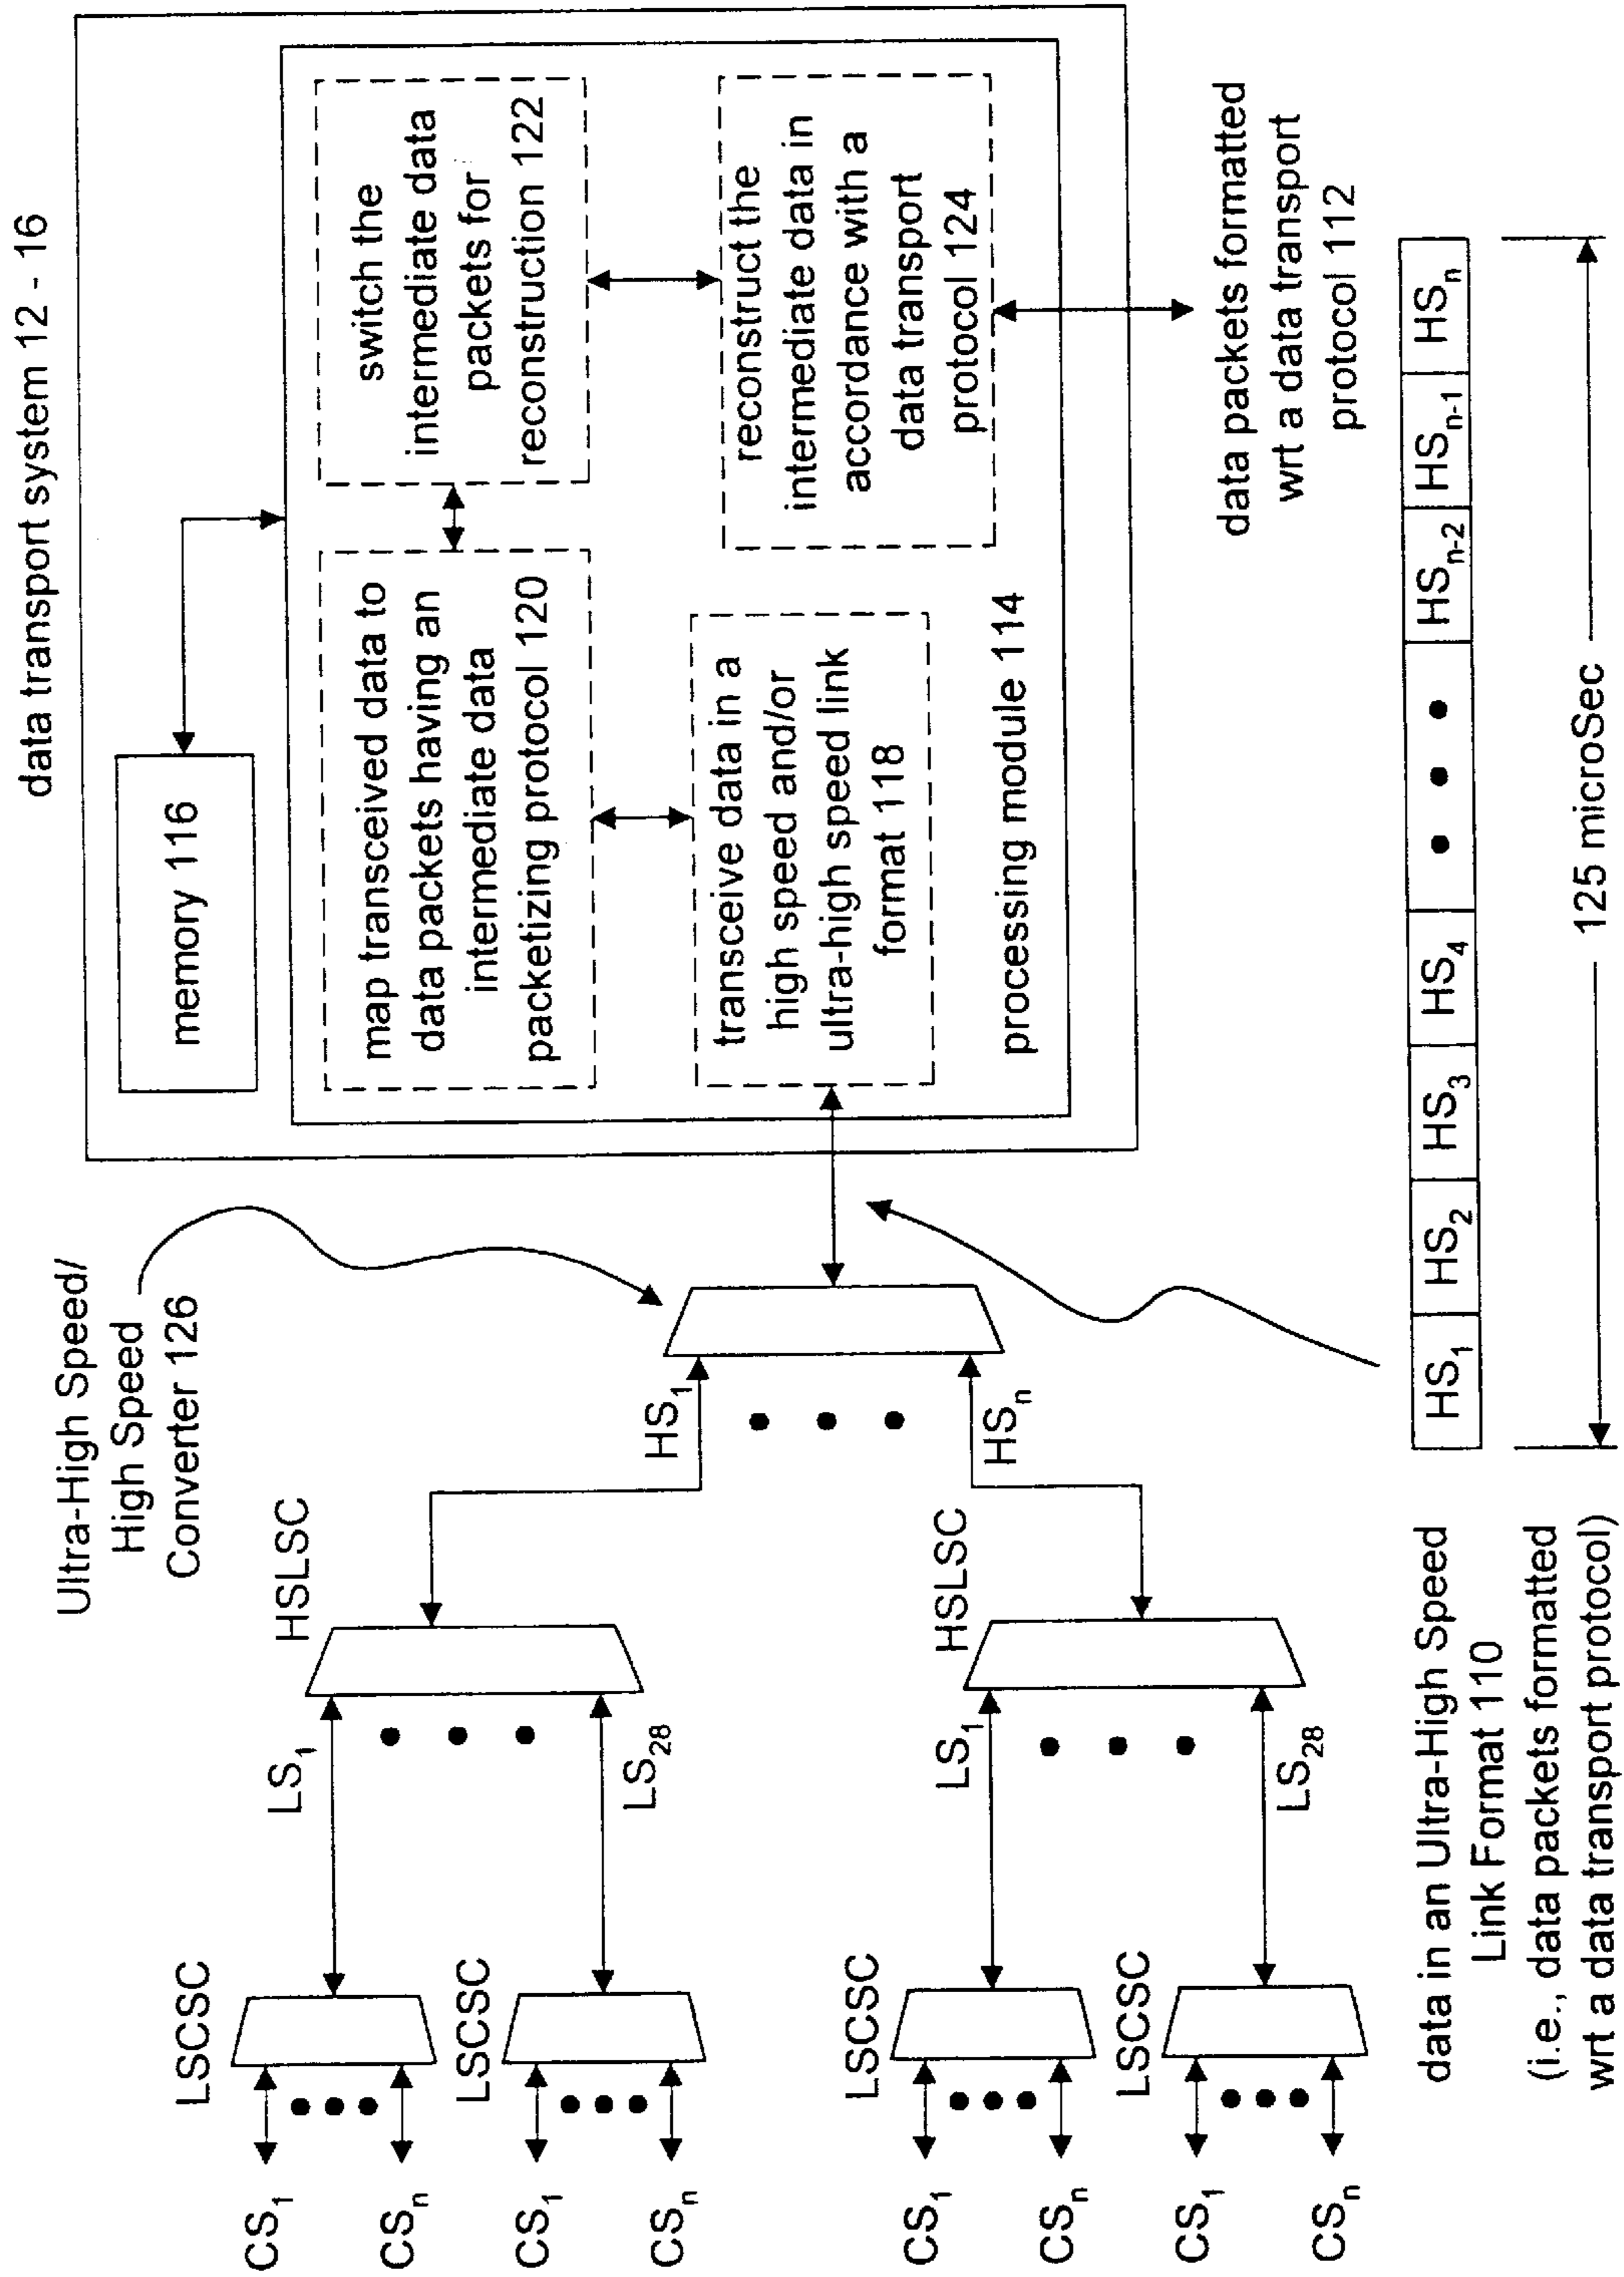 data transport system 12 - 16
memory 116
map transceived data to
data packets having an
intermediate data
packetizing protocol 120
switch the
intermediate data
packets for
reconstruction 122
transceive data in a
high speed and/or
ultra-high speed link
format 118
reconstruct the
intermediate data in
accordance with a
data transport
protocol 124
processing module 114
data packets formatted
wrt a data transport
protocol 112
Ultra-High Speed/
High Speed
Converter 126
HSLSC
HS1
HSn
HSLSC
LSCSC
LS1
LS28
LSCSC
LSCSC
LS1
LS28
LSCSC
CS1
CSn
CS1
CSn
CS1
CSn
CS1
CSn
data in an Ultra-High Speed
Link Format 110
(i.e., data packets formatted
wrt a data transport protocol)
HS1 HS2 HS3 HS4 HSn-2 HSn-1 HSn
125 microSec